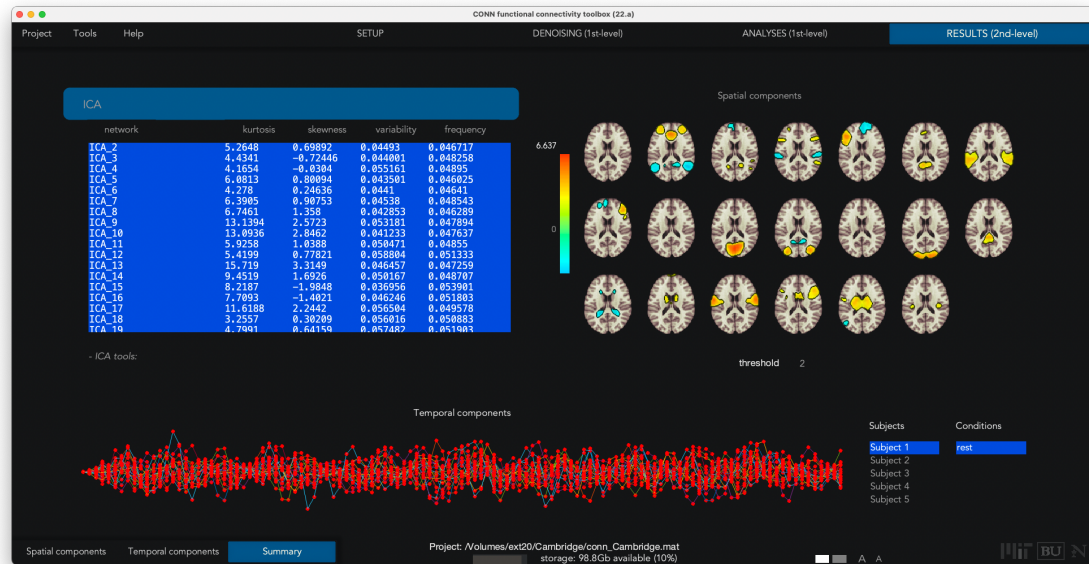 CONN functional connectivity toolbox (22.a)
Project Tools Help SETUP DENOISING (1st-level) ANALYSES (1st-level) RESULTS (2nd-level)
ICA
network kurtosis skewness variability frequency
ICA_2 5.2648 0.69892 0.04493 0.046717
ICA_3 4.4341 -0.72446 0.044001 0.048258
ICA_4 4.1654 -0.0304 0.055161 0.04895
ICA_5 6.0813 0.80094 0.043501 0.046025
ICA_6 4.278 0.24636 0.0441 0.04641
ICA_7 6.3905 0.90753 0.04538 0.048543
ICA_8 6.7461 1.358 0.042853 0.046289
ICA_9 13.1394 2.5723 0.053181 0.047894
ICA_10 13.0936 2.8462 0.041233 0.047637
ICA_11 5.9258 1.0388 0.050471 0.04855
ICA_12 5.4199 0.77821 0.058804 0.051333
ICA_13 15.719 3.3149 0.046457 0.047259
ICA_14 9.4519 1.6926 0.050167 0.048707
ICA_15 8.2187 -1.9848 0.036956 0.053901
ICA_16 7.7093 -1.4021 0.046246 0.051803
ICA_17 11.6188 2.2442 0.056504 0.049578
ICA_18 3.2557 0.30209 0.056016 0.050883
ICA_19 4.7991 0.64159 0.057482 0.051903
- ICA tools:
Spatial components
6.637
0
threshold 2
Temporal components
Subjects
Subject 1
Subject 2
Subject 3
Subject 4
Subject 5
Conditions
rest
Spatial components Temporal components Summary
Project: /Volumes/ext20/Cambridge/conn_Cambridge.mat
storage: 98.8Gb available (10%)
A A
MIT BU N